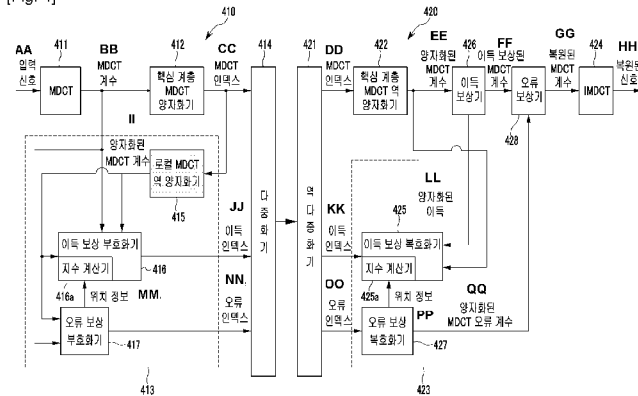 [Fig. 4]
410
420
AA
입력
신호
411
MDCT
BB
MDCT
계수
412
핵심 계층
MDCT
양자화기
CC
MDCT
인덱스
414
다중화기
421
역다중화기
DD
MDCT
인덱스
422
핵심 계층
MDCT 역
양자화기
EE
양자화된
MDCT
계수
426
이득
보상기
FF
이득 보상된
MDCT
계수
오류
보상기
428
GG
복원된
MDCT
계수
424
IMDCT
HH
복원된
신호
II
양자화된
MDCT 계수
로컬 MDCT
역 양자화기
415
JJ
이득
인덱스
이득 보상 부호화기
지수 계산기
416
416a
MM
위치 정보
오류 보상
부호화기
417
NN
오류
인덱스
413
KK
이득
인덱스
LL
양자화된
이득
425
이득 보상 복호화기
지수 계산기
425a
위치 정보
OO
오류
인덱스
PP
오류 보상
복호화기
427
QQ
양자화된
MDCT 오류 계수
423